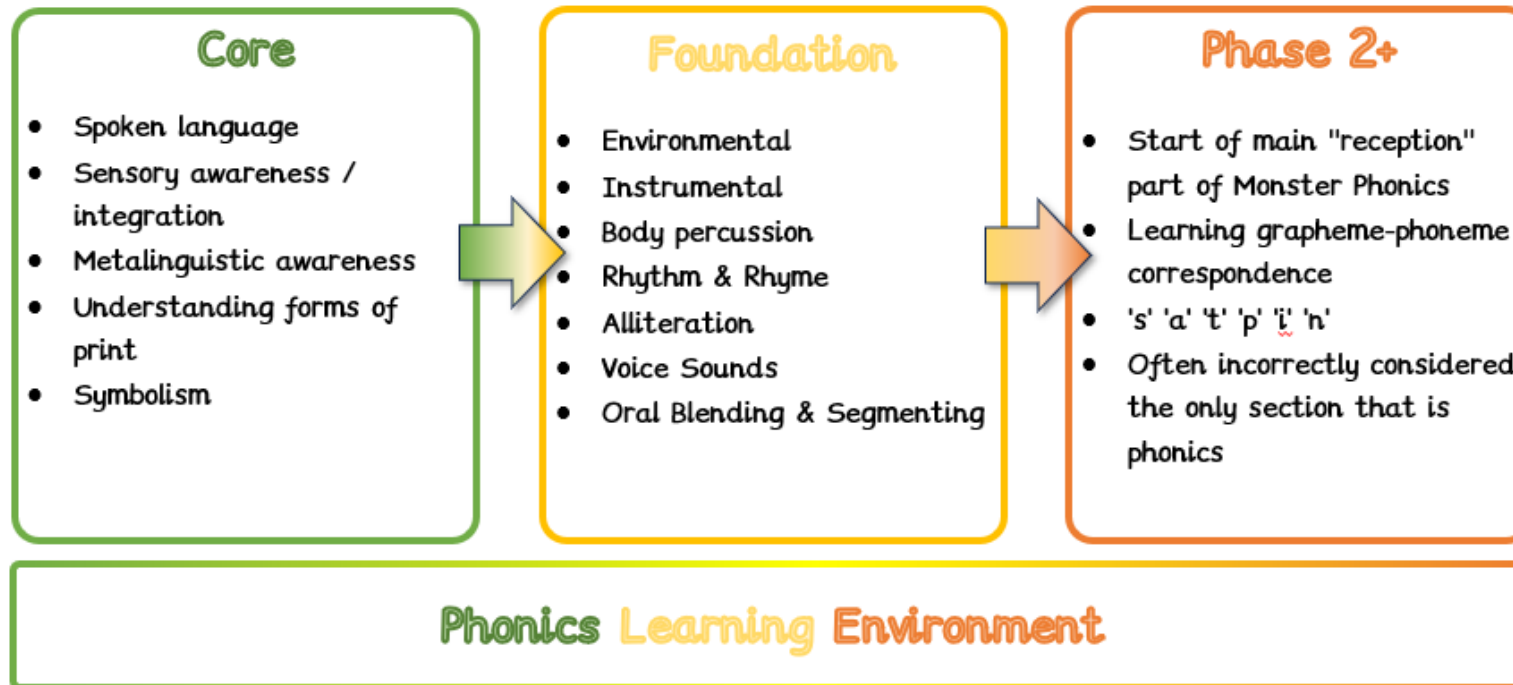 Core
• Spoken language
• Sensory awareness /
integration
• Metalinguistic awareness
• Understanding forms of
print
• Symbolism
Foundation
• Environmental
• Instrumental
• Body percussion
• Rhythm & Rhyme
• Alliteration
• Voice Sounds
• Oral Blending & Segmenting
Phase 2+
• Start of main "reception"
part of Monster Phonics
• Learning grapheme-phoneme
correspondence
• 's' 'a' 't' 'p' 'i' 'n'
• Often incorrectly considered
the only section that is
phonics
Phonics Learning Environment